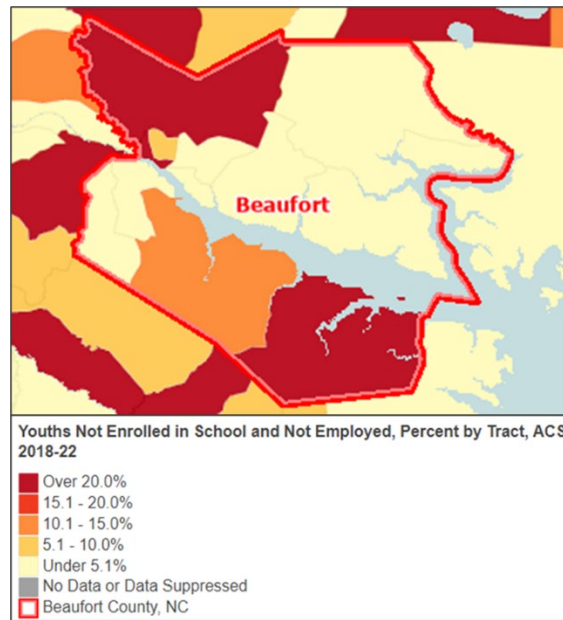 Beaufort
Youths Not Enrolled in School and Not Employed, Percent by Tract, ACS
2018-22
Over 20.0%
15.1 - 20.0%
10.1 - 15.0%
5.1 - 10.0%
Under 5.1%
No Data or Data Suppressed
Beaufort County, NC